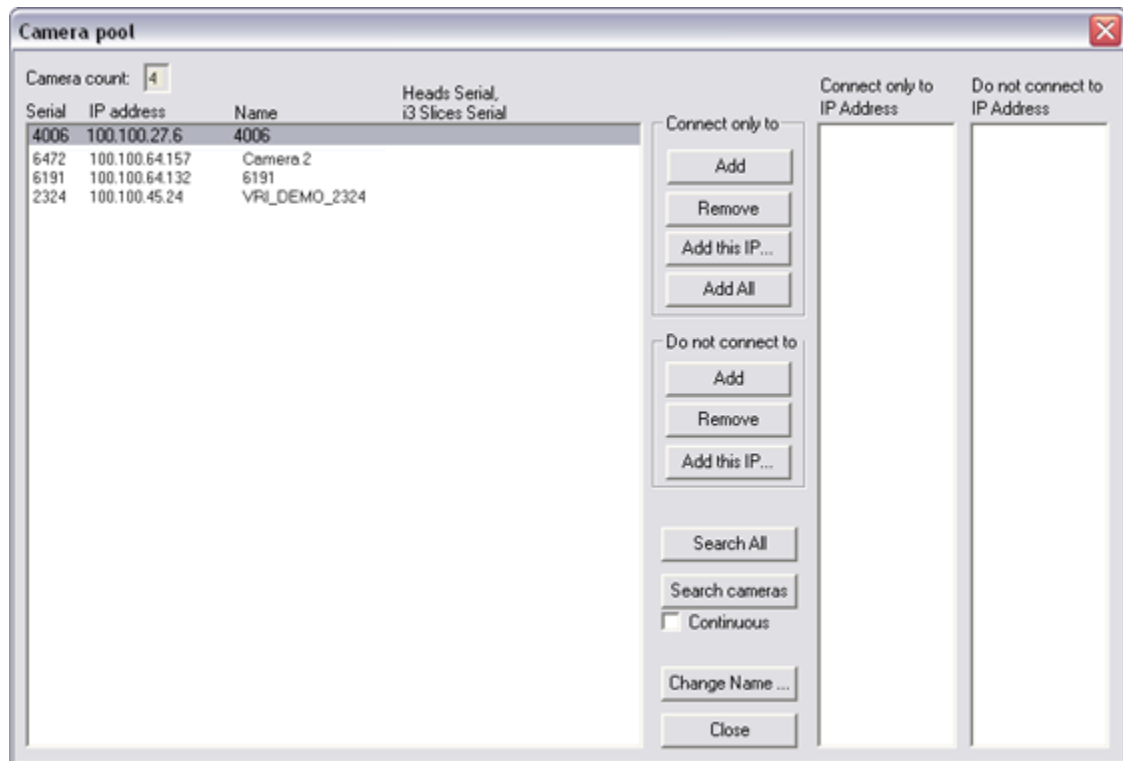 Camera pool
Camera count: 4
Serial IP address Name Heads Serial,
i3 Slices Serial
4006 100.100.27.6 4006
6472 100.100.64.157 Camera 2
6191 100.100.64.132 6191
2324 100.100.45.24 VRI_DEMO_2324
Connect only to
Add
Remove
Add this IP...
Add All
Do not connect to
Add
Remove
Add this IP...
Search All
Search cameras
Continuous
Change Name ...
Close
Connect only to
IP Address
Do not connect to
IP Address